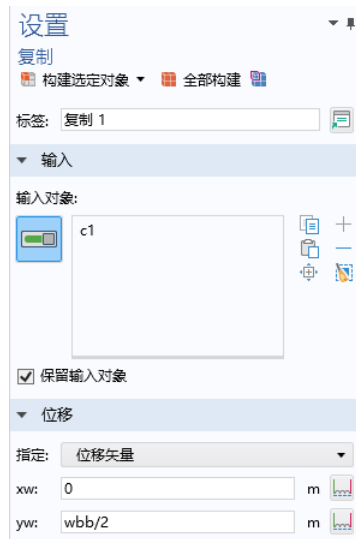 设置
复制
构建选定对象 全部构建
标签: 复制 1
输入
输入对象:
c1
保留输入对象
位移
指定: 位移矢量
xw: 0 m
yw: wbb/2 m